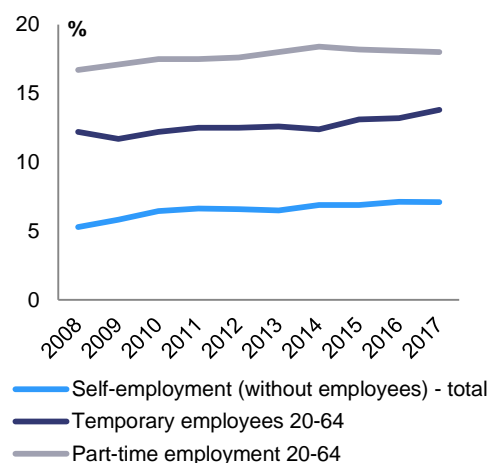 20
%
15
10
5
0
2008 2009 2010 2011 2012 2013 2014 2015 2016 2017
Self-employment (without employees) - total
Temporary employees 20-64
Part-time employment 20-64